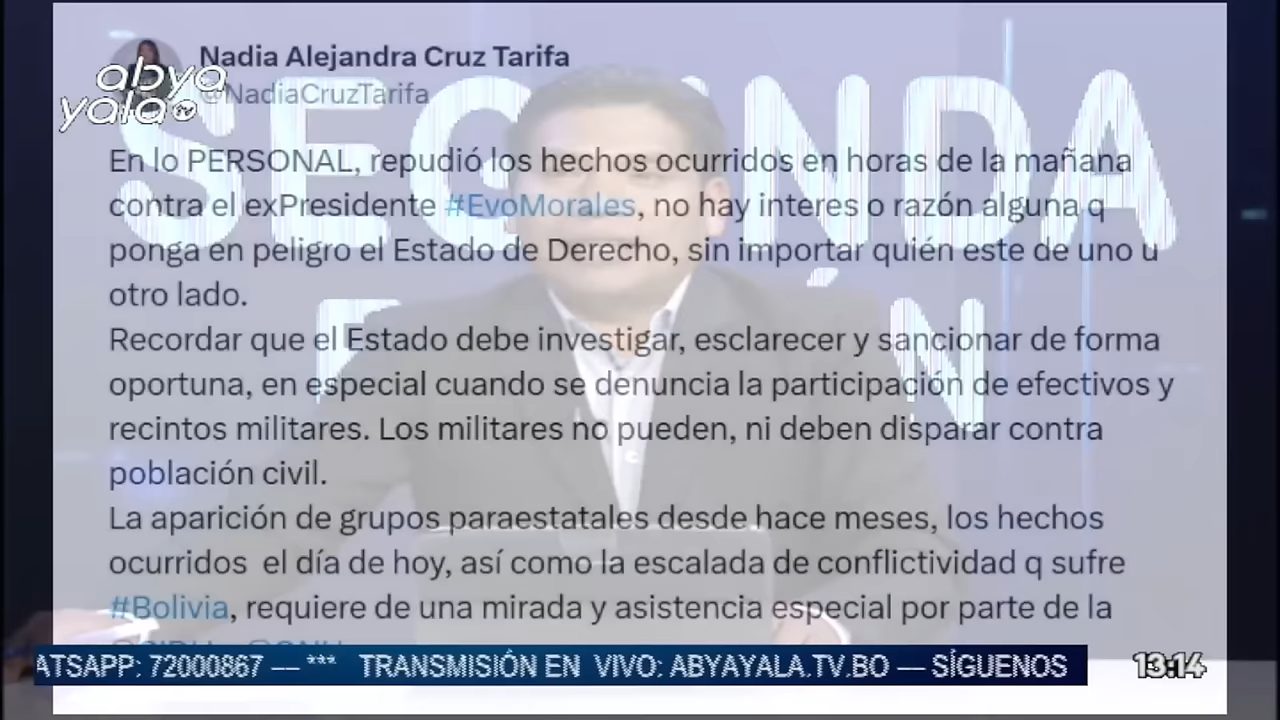 Nadia Alejandra Cruz Tarifa
@NadiaCruzTarifa
abya
yala tv
SEGUNDA
En lo PERSONAL, repudió los hechos ocurridos en horas de la mañana
contra el exPresidente #EvoMorales, no hay interes o razón alguna q
ponga en peligro el Estado de Derecho, sin importar quién este de uno u
otro lado.
Recordar que el Estado debe investigar, esclarecer y sancionar de forma
oportuna, en especial cuando se denuncia la participación de efectivos y
recintos militares. Los militares no pueden, ni deben disparar contra
población civil.
La aparición de grupos paraestatales desde hace meses, los hechos
ocurridos  el día de hoy, así como la escalada de conflictividad q sufre
#Bolivia, requiere de una mirada y asistencia especial por parte de la
ATSAPP: 72000867 –– *** TRANSMISIÓN EN VIVO: ABYAYALA.TV.BO –– SÍGUENOS
13:14